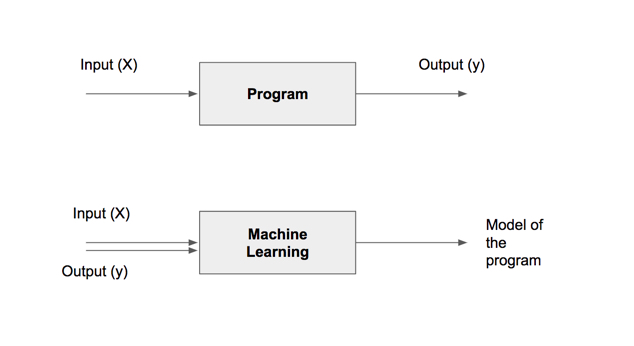 Input (X)
Output (y)
Program
Input (X)
Machine
Learning
Output (y)
Model of
the
program